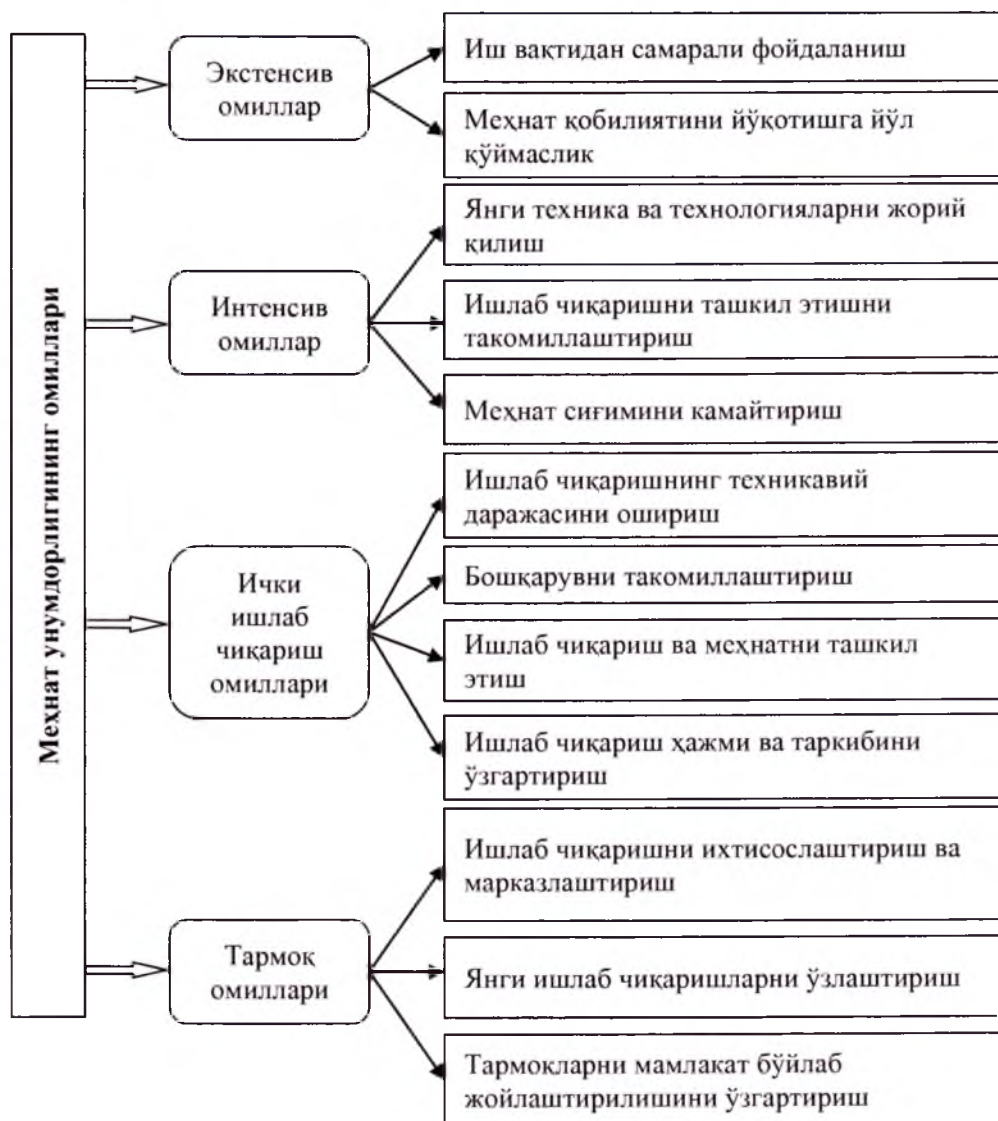 Меҳнат унумдорлигининг омиллари
Экстенсив
омиллар
Иш вақтидан самарали фойдаланиш
Меҳнат қобилиятини йўқотишга йўл
қўймаслик
Интенсив
омиллар
Янги техника ва технологияларни жорий
қилиш
Ишлаб чиқаришни ташкил этишни
такомиллаштириш
Меҳнат сиғимини камайтириш
Ички
ишлаб
чиқариш
омиллари
Ишлаб чиқаришнинг техникавий
даражасини ошириш
Бошқарувни такомиллаштириш
Ишлаб чиқариш ва меҳнатни ташкил
этиш
Ишлаб чиқариш ҳажми ва таркибини
ўзгартириш
Тармоқ
омиллари
Ишлаб чиқаришни ихтисослаштириш ва
марказлаштириш
Янги ишлаб чиқаришларни ўзлаштириш
Тармоқларни мамлакат бўйлаб
жойлаштирилишини ўзгартириш